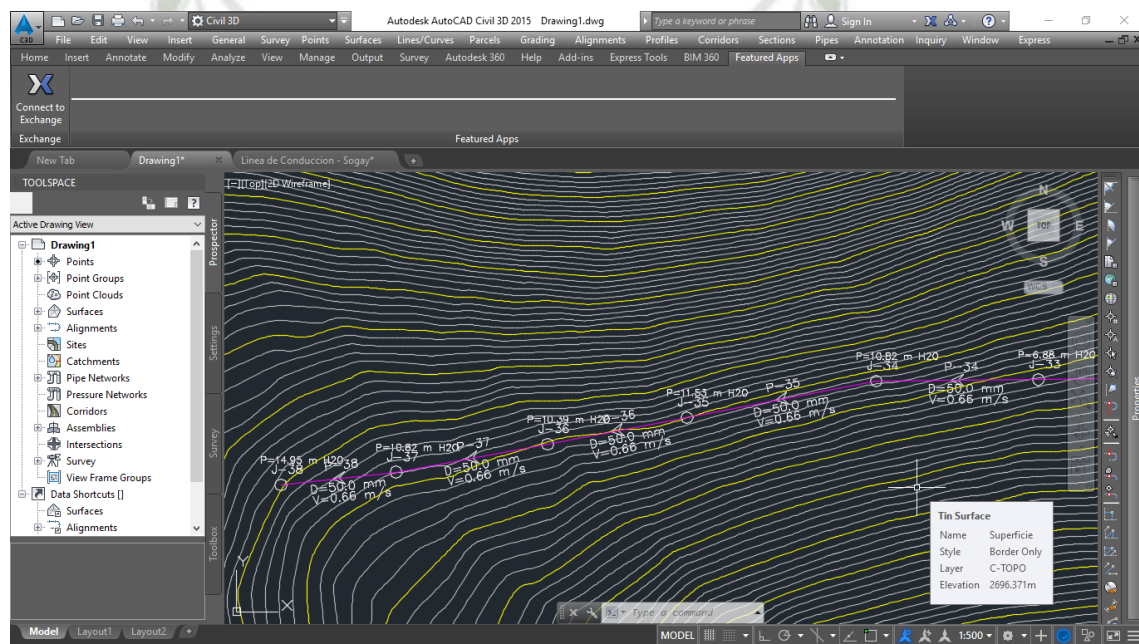 Civil 3D
Autodesk AutoCAD Civil 3D 2015 Drawing1.dwg
Type a keyword or phrase
Sign In
C3D
File Edit View Insert General Survey Points Surfaces Lines/Curves Parcels Grading Alignments Profiles Corridors Sections Pipes Annotation Inquiry Window Express
Home Insert Annotate Modify Analyze View Manage Output Survey Autodesk 360 Help Add-ins Express Tools BIM 360 Featured Apps
Connect to
Exchange
Exchange
Featured Apps
New Tab
Drawing1*
Linea de Conduccion - Sogay*
TOOLSPACE
Active Drawing View
Drawing1
Points
Point Groups
Point Clouds
Surfaces
Alignments
Sites
Catchments
Pipe Networks
Pressure Networks
Corridors
Assemblies
Intersections
Survey
View Frame Groups
Data Shortcuts []
Surfaces
Alignments
Prospector
Settings
Survey
Toolbox
[-][Top][2D Wireframe]
N
W
TOP
E
S
WCS
P=14.95 m H2O
J-38
P-38
D=50.0 mm
V=0.66 m/s
P=10.82 m H2O
J-37
P-37
D=50.0 mm
V=0.66 m/s
P=10.39 m H2O
J-36
P-36
D=50.0 mm
V=0.66 m/s
P=11.53 m H2O
J-35
P-35
D=50.0 mm
V=0.66 m/s
P=10.82 m H2O
J-34
P-34
D=50.0 mm
V=0.66 m/s
P=6.88 m H2O
J-33
Tin Surface
Name Superficie
Style Border Only
Layer C-TOPO
Elevation 2696.371m
Properties
Y
X
Type a command
Model Layout1 Layout2
MODEL
1:500